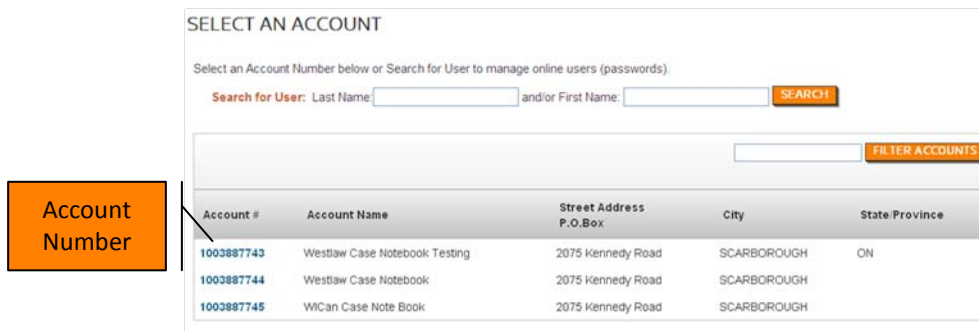 SELECT AN ACCOUNT
Select an Account Number below or Search for User to manage online users (passwords).
Search for User: Last Name: and/or First Name: SEARCH
FILTER ACCOUNTS
Account Number
Account # Account Name Street Address P.O.Box City State/Province
1003887743 Westlaw Case Notebook Testing 2075 Kennedy Road SCARBOROUGH ON
1003887744 Westlaw Case Notebook 2075 Kennedy Road SCARBOROUGH
1003887745 WICan Case Note Book 2075 Kennedy Road SCARBOROUGH